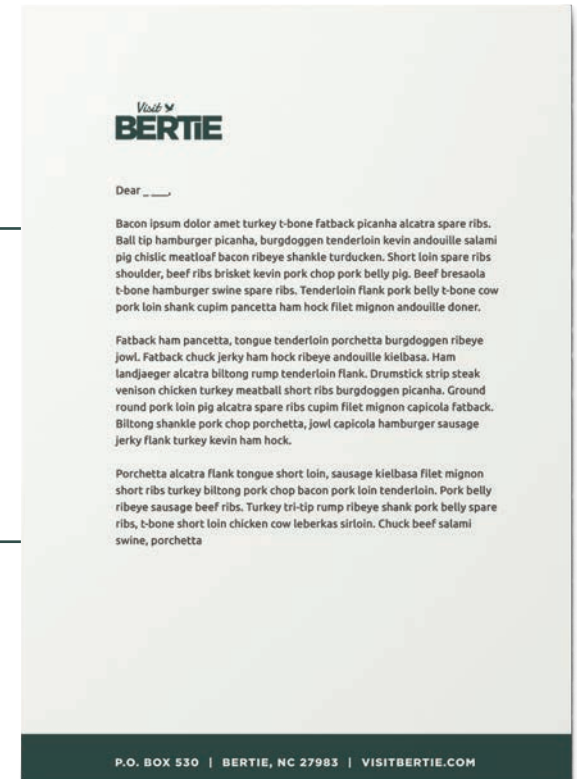 Visit
BERTIE
Dear _ ___,
Bacon ipsum dolor amet turkey t-bone fatback picanha alcatra spare ribs.
Ball tip hamburger picanha, burgdoggen tenderloin kevin andouille salami
pig chislic meatloaf bacon ribeye shankle turducken. Short loin spare ribs
shoulder, beef ribs brisket kevin pork chop pork belly pig. Beef bresaola
t-bone hamburger swine spare ribs. Tenderloin flank pork belly t-bone cow
pork loin shank cupim pancetta ham hock filet mignon andouille doner.
Fatback ham pancetta, tongue tenderloin porchetta burgdoggen ribeye
jowl. Fatback chuck jerky ham hock ribeye andouille kielbasa. Ham
landjaeger alcatra biltong rump tenderloin flank. Drumstick strip steak
venison chicken turkey meatball short ribs burgdoggen picanha. Ground
round pork loin pig alcatra spare ribs cupim filet mignon capicola fatback.
Biltong shankle pork chop porchetta, jowl capicola hamburger sausage
jerky flank turkey kevin ham hock.
Porchetta alcatra flank tongue short loin, sausage kielbasa filet mignon
short ribs turkey biltong pork chop bacon pork loin tenderloin. Pork belly
ribeye sausage beef ribs. Turkey tri-tip rump ribeye shank pork belly spare
ribs, t-bone short loin chicken cow leberkas sirloin. Chuck beef salami
swine, porchetta
P.O. BOX 530 | BERTIE, NC 27983 | VISITBERTIE.COM